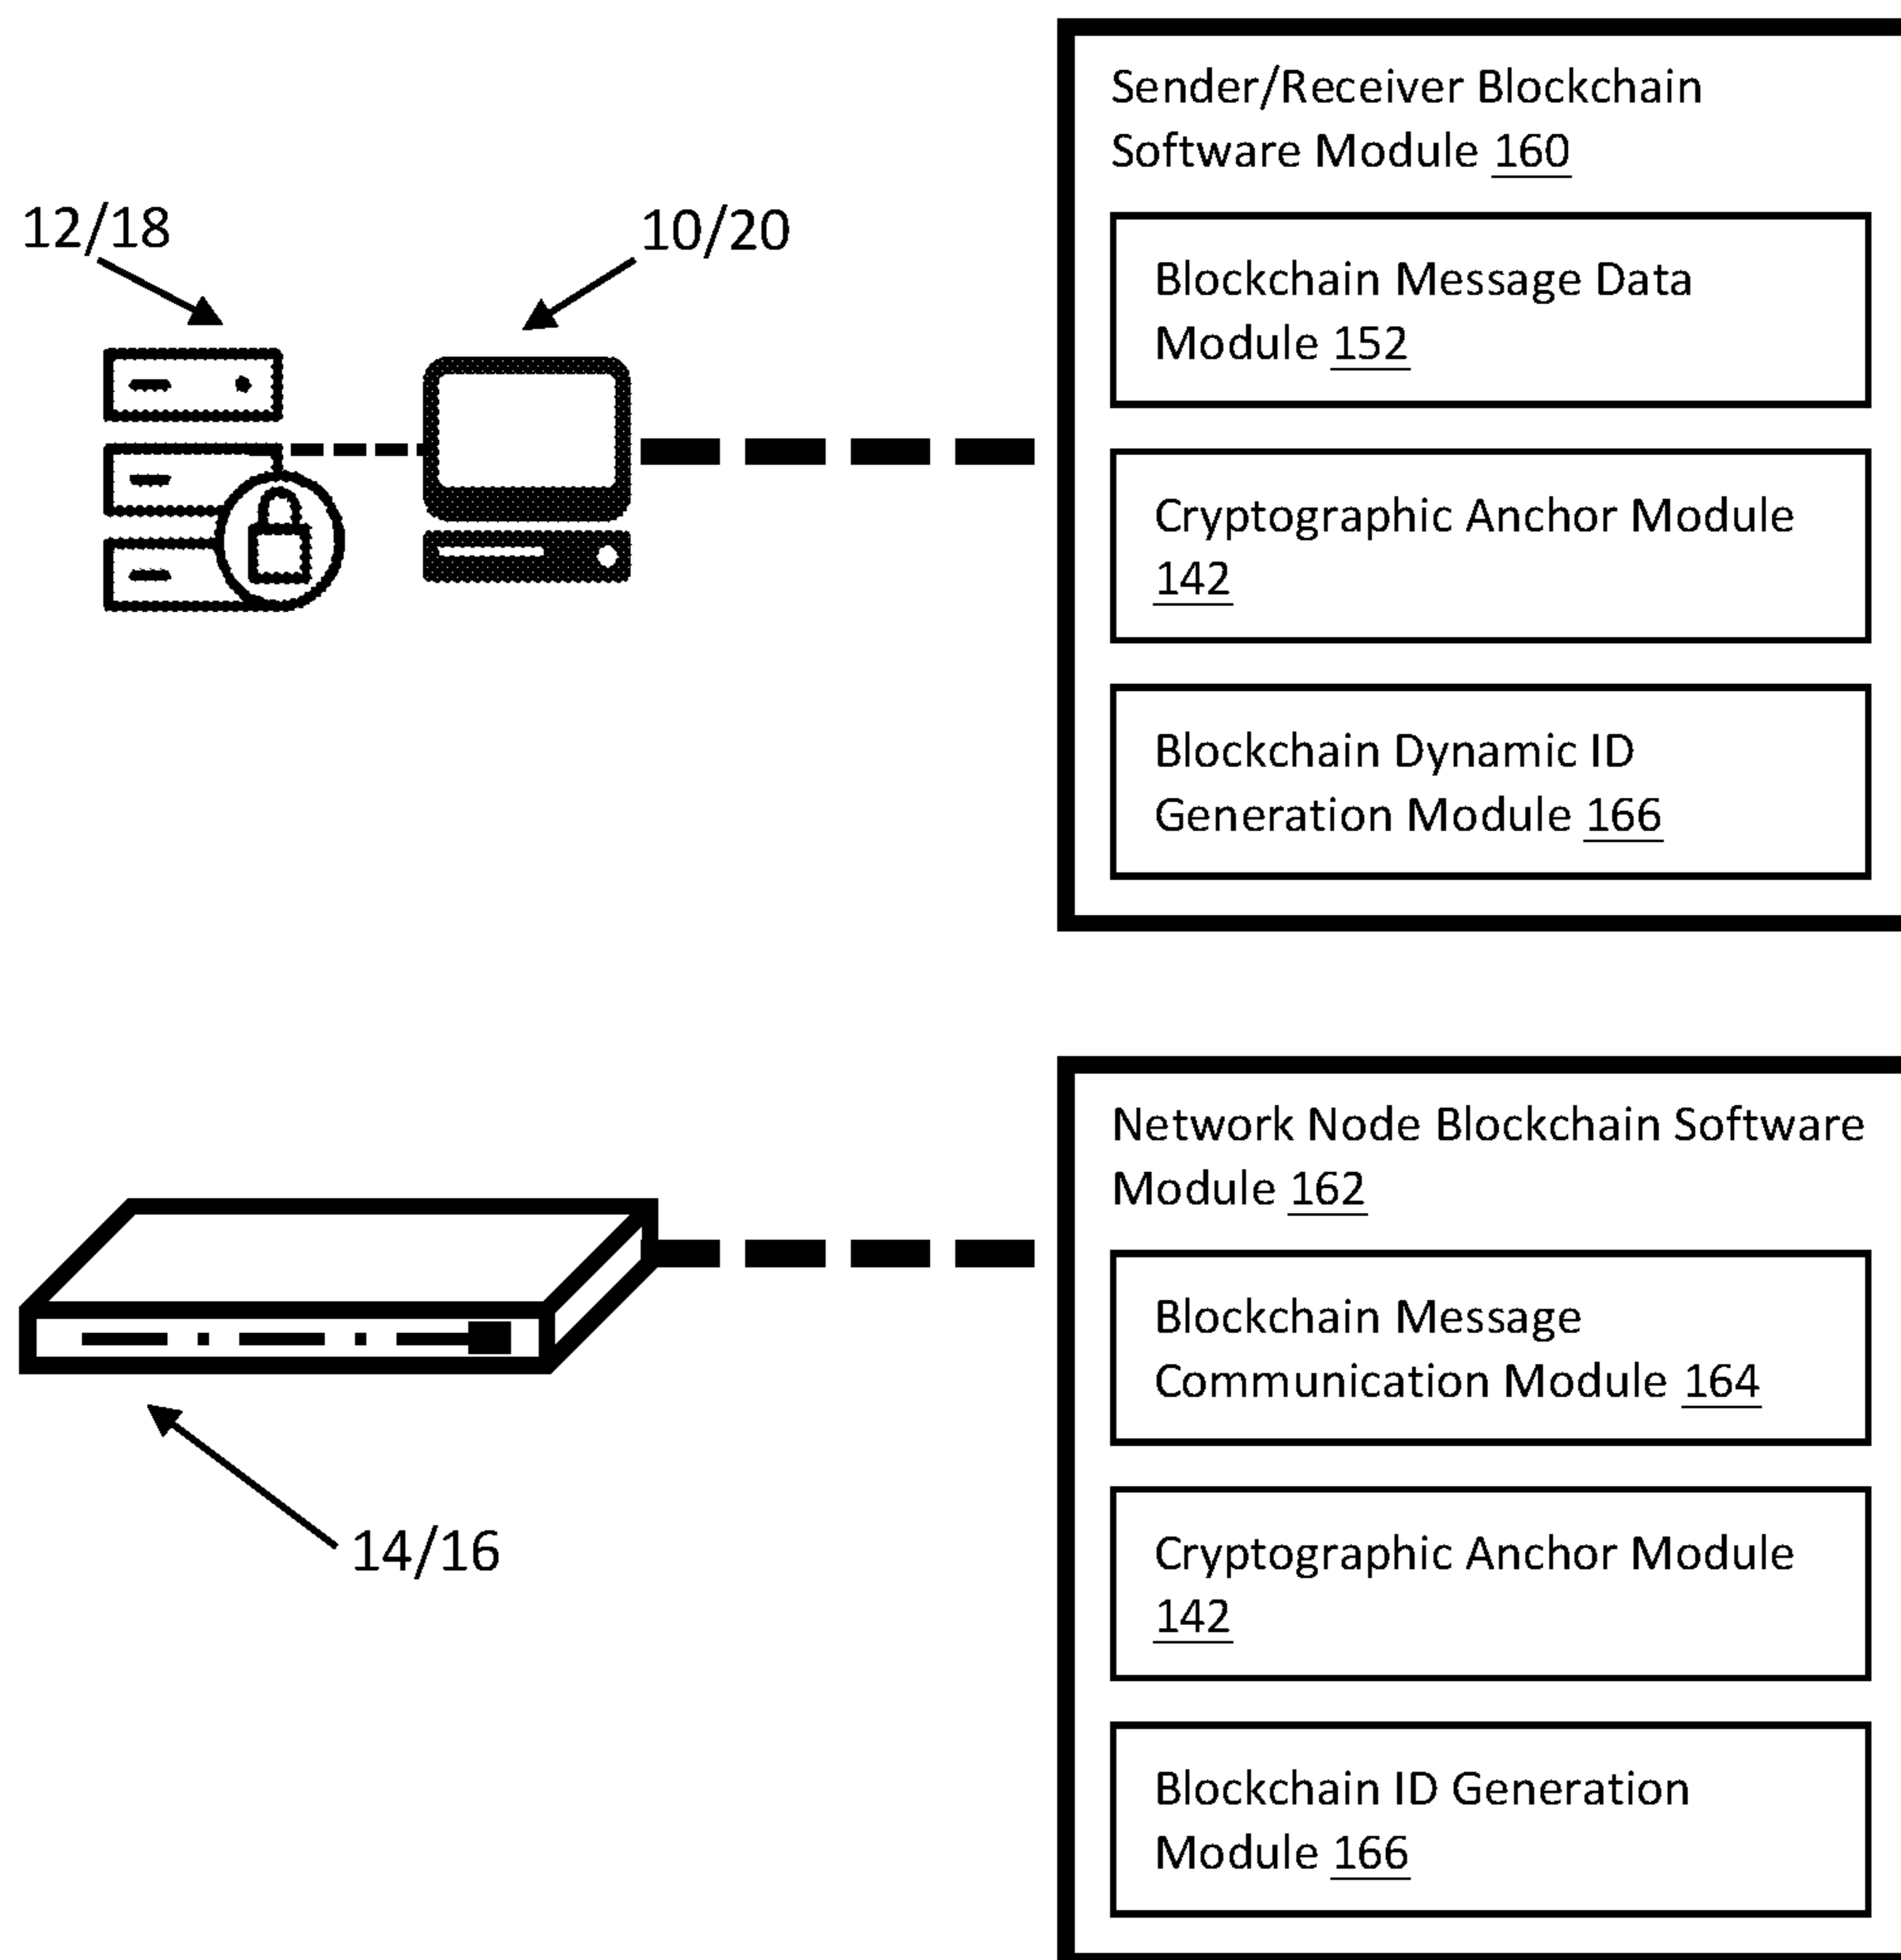 Sender/Receiver Blockchain
Software Module 160
12/18
10/20
Blockchain Message Data
Module 152
Cryptographic Anchor Module
142
Blockchain Dynamic ID
Generation Module 166
Network Node Blockchain Software
Module 162
Blockchain Message
Communication Module 164
14/16
Cryptographic Anchor Module
142
Blockchain ID Generation
Module 166